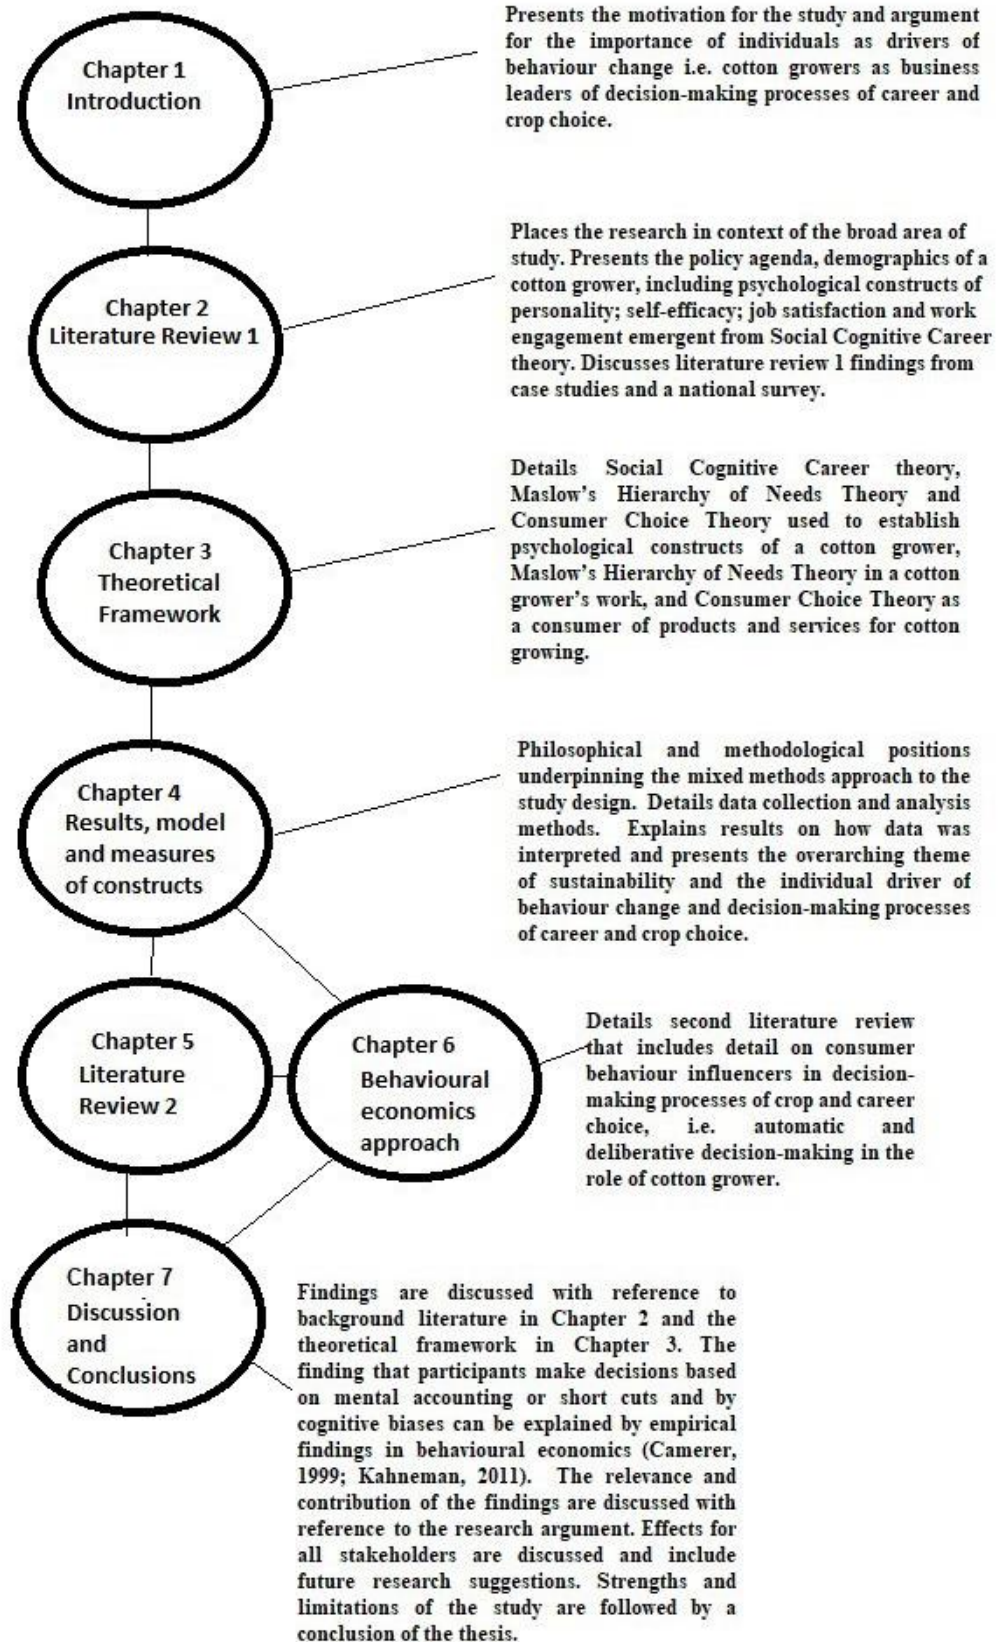 Chapter 1
Introduction
Presents the motivation for the study and argument
for the importance of individuals as drivers of
behaviour change i.e. cotton growers as business
leaders of decision-making processes of career and
crop choice.
Chapter 2
Literature Review 1
Places the research in context of the broad area of
study. Presents the policy agenda, demographics of a
cotton grower, including psychological constructs of
personality; self-efficacy; job satisfaction and work
engagement emergent from Social Cognitive Career
theory. Discusses literature review 1 findings from
case studies and a national survey.
Chapter 3
Theoretical
Framework
Details Social Cognitive Career theory,
Maslow's Hierarchy of Needs Theory and
Consumer Choice Theory used to establish
psychological constructs of a cotton grower,
Maslow's Hierarchy of Needs Theory in a cotton
grower's work, and Consumer Choice Theory as
a consumer of products and services for cotton
growing.
Chapter 4
Results, model
and measures
of constructs
Philosophical and methodological positions
underpinning the mixed methods approach to the
study design. Details data collection and analysis
methods. Explains results on how data was
interpreted and presents the overarching theme
of sustainability and the individual driver of
behaviour change and decision-making processes
of career and crop choice.
Chapter 5
Literature
Review 2
Chapter 6
Behavioural
economics
approach
Details second literature review
that includes detail on consumer
behaviour influencers in decision-
making processes of crop and career
choice, i.e. automatic and
deliberative decision-making in the
role of cotton grower.
Chapter 7
Discussion
and
Conclusions
Findings are discussed with reference to
background literature in Chapter 2 and the
theoretical framework in Chapter 3. The
finding that participants make decisions based
on mental accounting or short cuts and by
cognitive biases can be explained by empirical
findings in behavioural economics (Camerer,
1999; Kahneman, 2011). The relevance and
contribution of the findings are discussed with
reference to the research argument. Effects for
all stakeholders are discussed and include
future research suggestions. Strengths and
limitations of the study are followed by a
conclusion of the thesis.